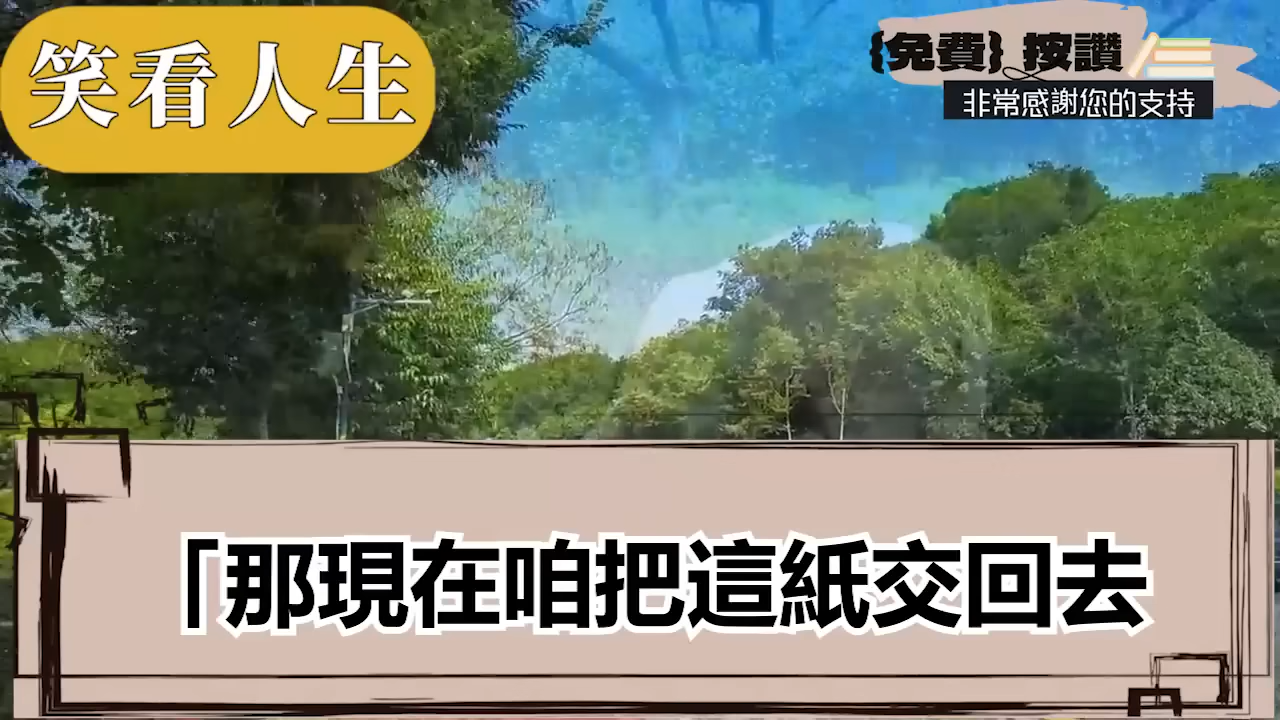 笑看人生
{免費} 按讚
非常感謝您的支持
「那現在咱把這紙交回去